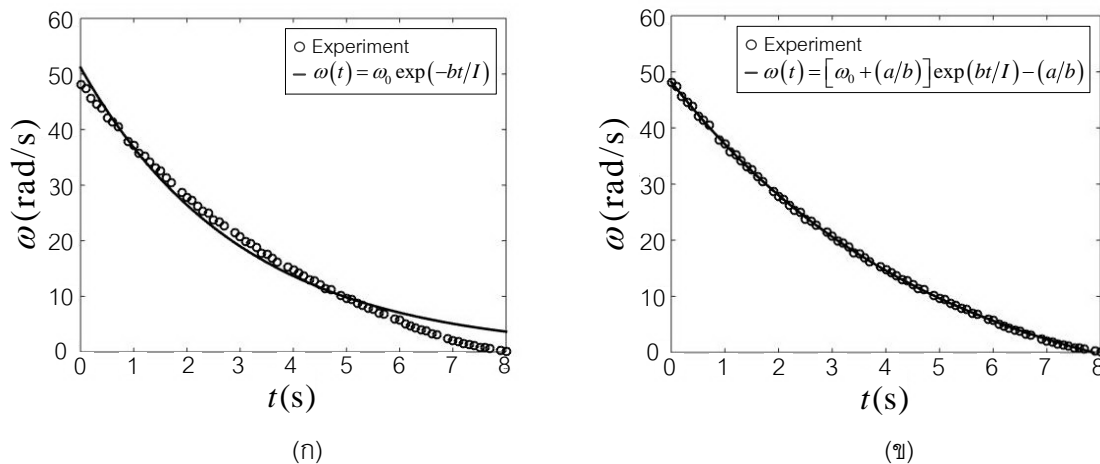 60
50
40
30
20
10
0
ω(rad/s)
Experiment
ω(t) = ω₀ exp(−bt/I)
0 1 2 3 4 5 6 7 8
t(s)
(ก)
60
50
40
30
20
10
0
ω(rad/s)
Experiment
ω(t) = [ω₀ + (a/b)] exp(bt/I) − (a/b)
0 1 2 3 4 5 6 7 8
t(s)
(ข)